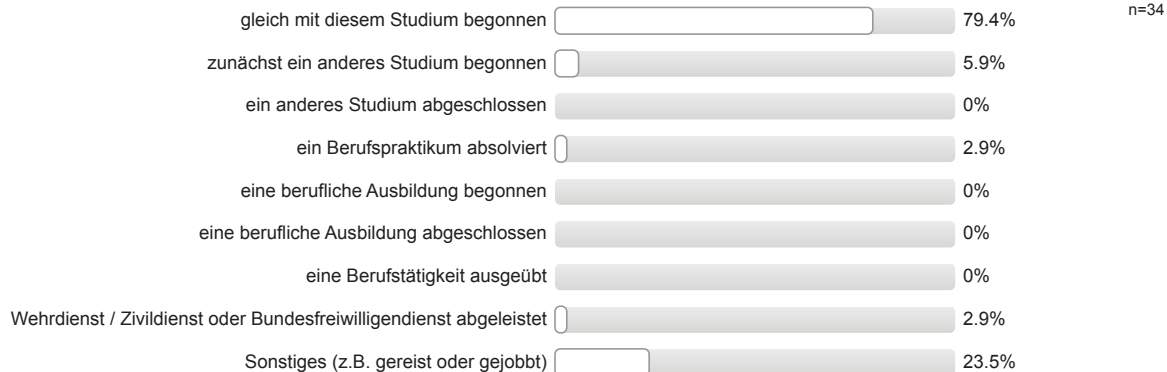 gleich mit diesem Studium begonnen 79.4% n=34
zunächst ein anderes Studium begonnen 5.9%
ein anderes Studium abgeschlossen 0%
ein Berufspraktikum absolviert 2.9%
eine berufliche Ausbildung begonnen 0%
eine berufliche Ausbildung abgeschlossen 0%
eine Berufstätigkeit ausgeübt 0%
Wehrdienst / Zivildienst oder Bundesfreiwilligendienst abgeleistet 2.9%
Sonstiges (z.B. gereist oder gejobbt) 23.5%